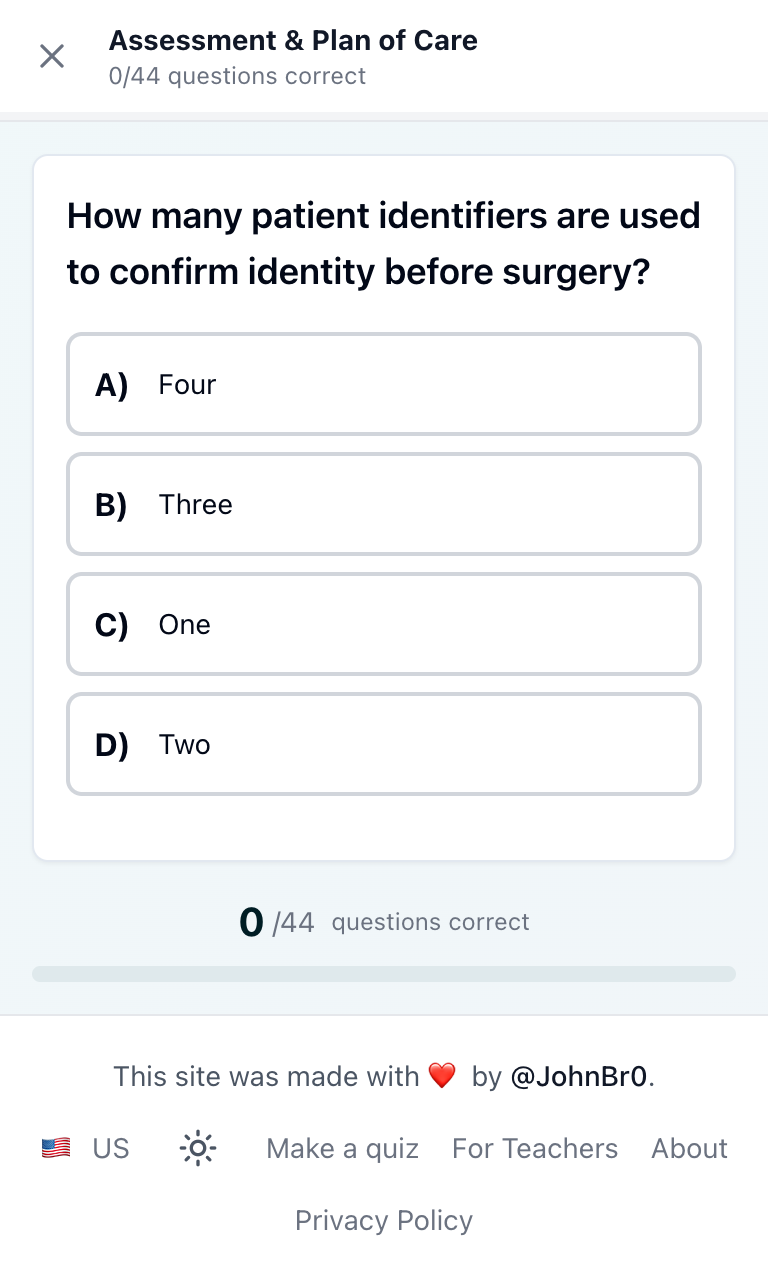 Assessment & Plan of Care
0/44 questions correct
How many patient identifiers are used
to confirm identity before surgery?
A) Four
B) Three
C) One
D) Two
0 /44 questions correct
This site was made with ❤️ by @JohnBr0.
🇺🇸 US Make a quiz For Teachers About
Privacy Policy